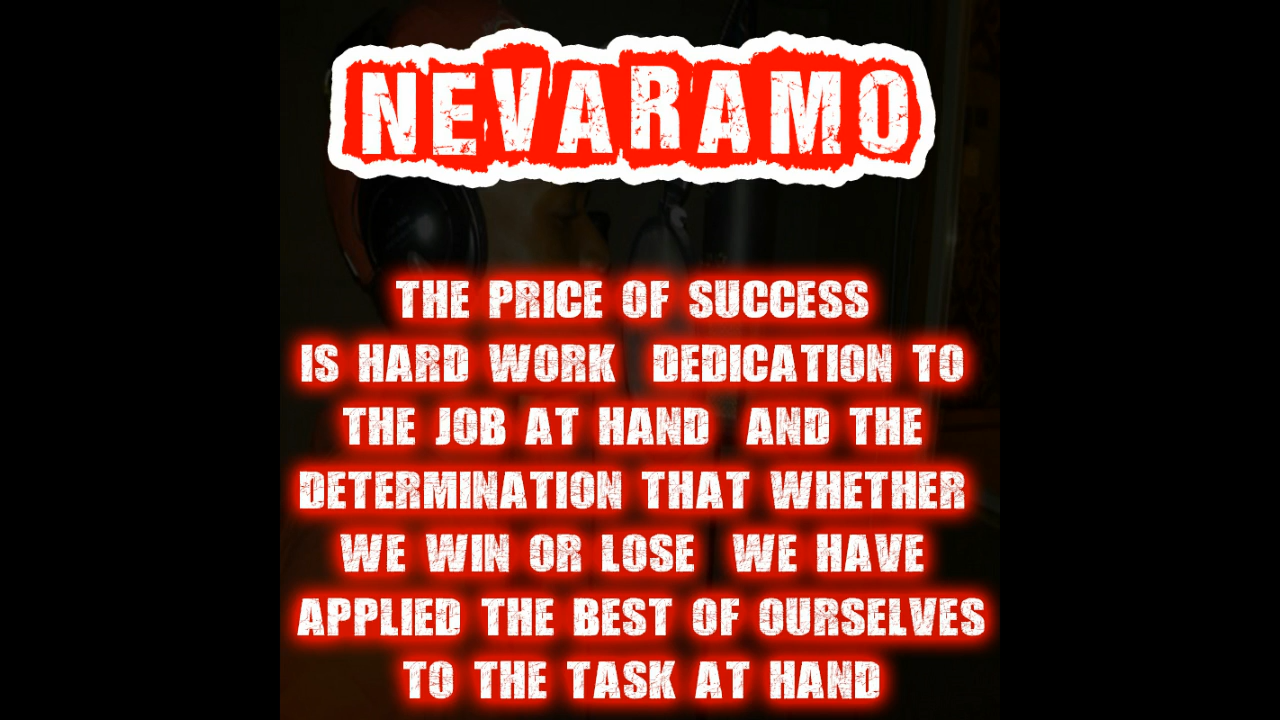 NEVARAMO
THE PRICE OF SUCCESS
IS HARD WORK DEDICATION TO
THE JOB AT HAND AND THE
DETERMINATION THAT WHETHER
WE WIN OR LOSE WE HAVE
APPLIED THE BEST OF OURSELVES
TO THE TASK AT HAND